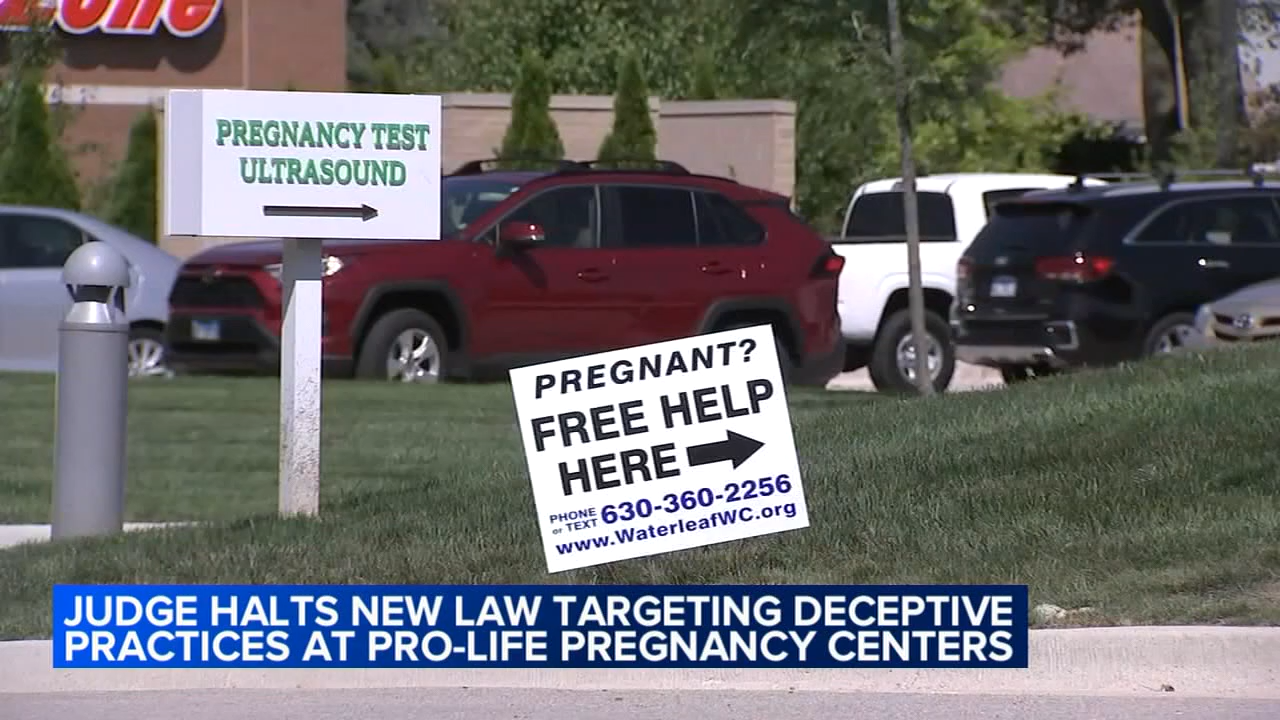 PREGNANCY TEST
ULTRASOUND
PREGNANT?
FREE HELP
HERE
PHONE
or TEXT 630-360-2256
www.WaterleafWC.org
JUDGE HALTS NEW LAW TARGETING DECEPTIVE
PRACTICES AT PRO-LIFE PREGNANCY CENTERS